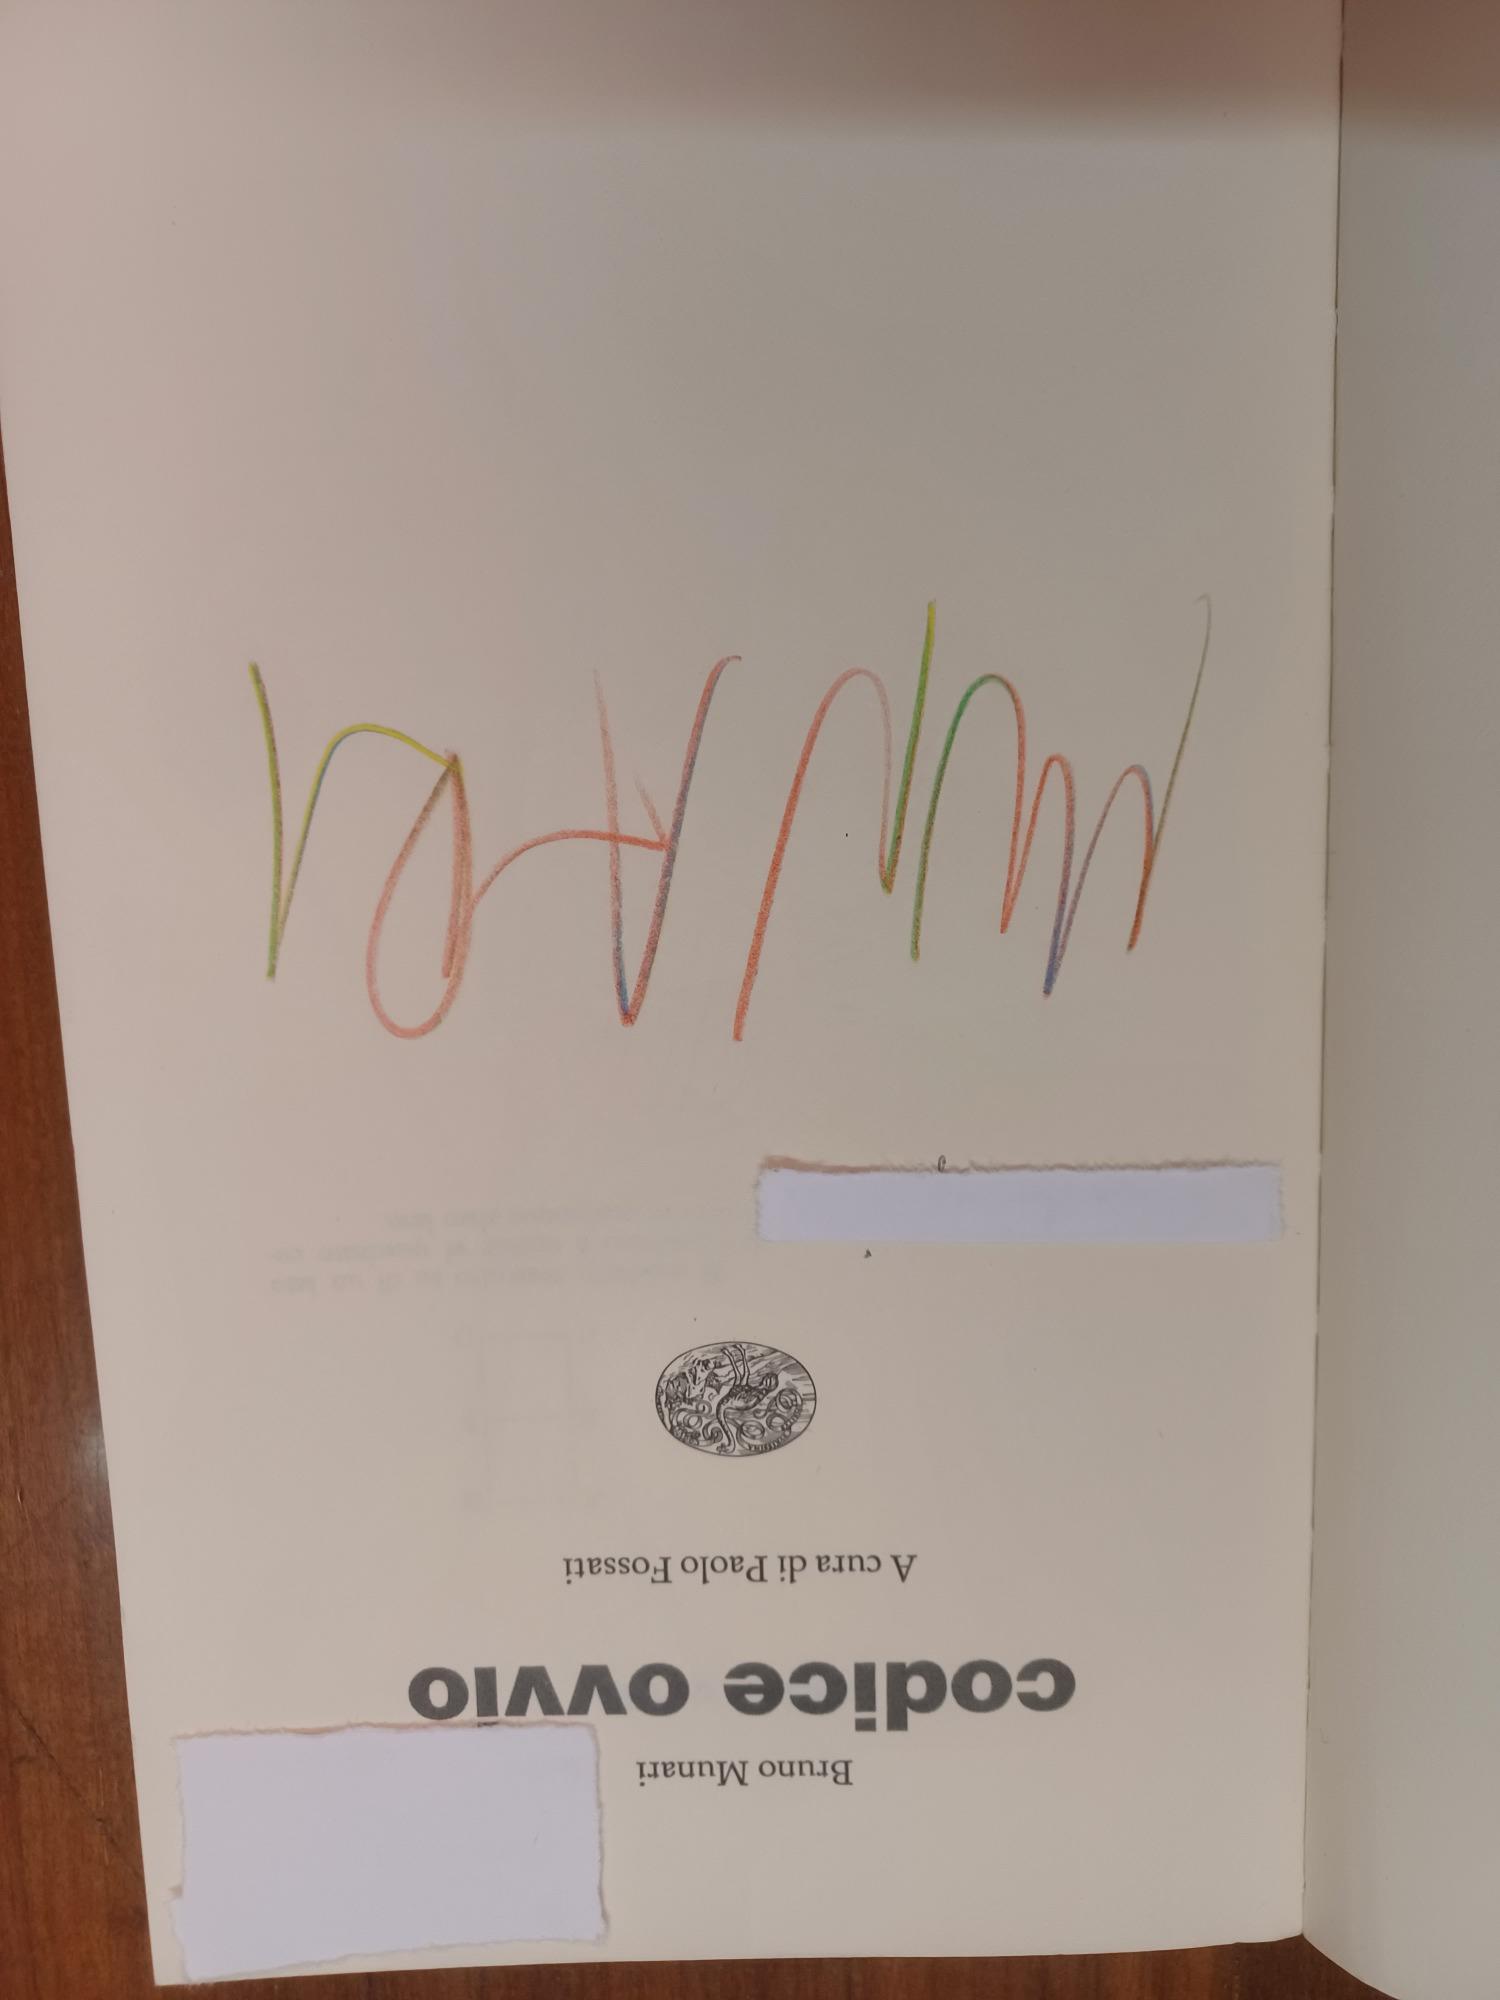 Bruno Munari
codice ovvio
A cura di Paolo Fossati
Munari